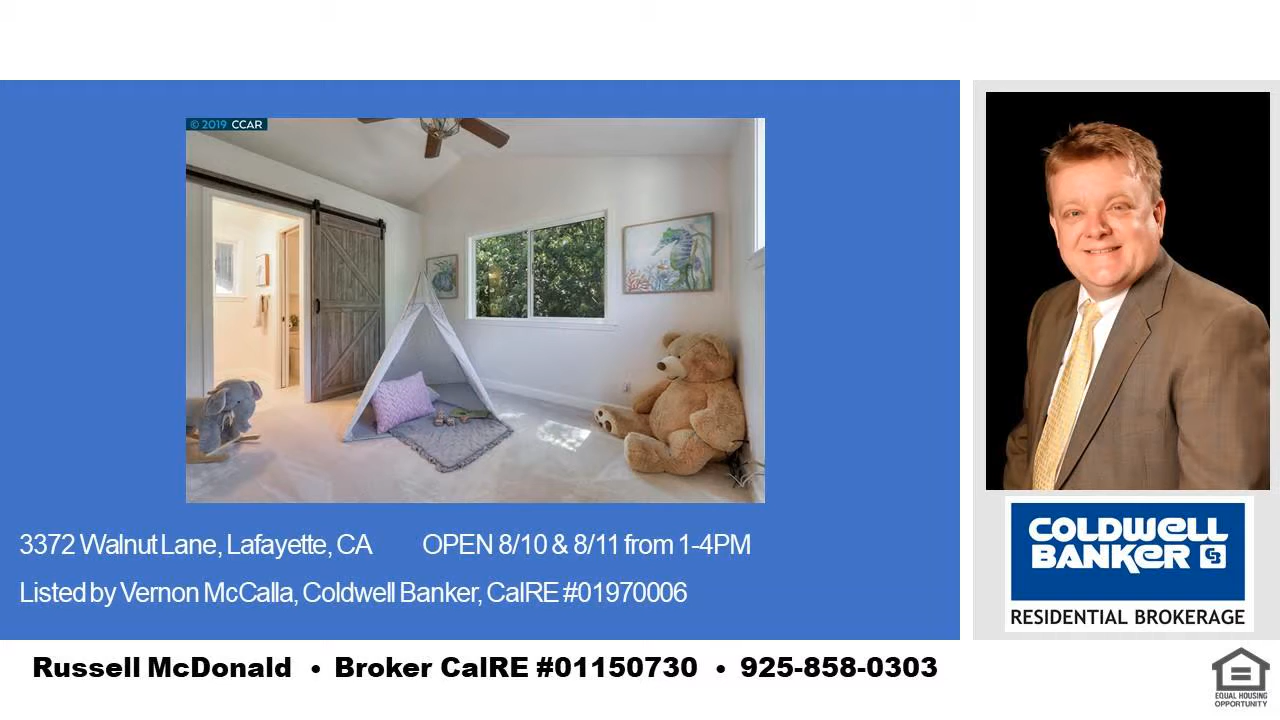 © 2019 CCAR
3372 Walnut Lane, Lafayette, CA OPEN 8/10 & 8/11 from 1-4PM
Listed by Vernon McCalla, Coldwell Banker, CalRE #01970006
COLDWELL
BANKER CB
RESIDENTIAL BROKERAGE
Russell McDonald • Broker CalRE #01150730 • 925-858-0303
EQUAL HOUSING
OPPORTUNITY